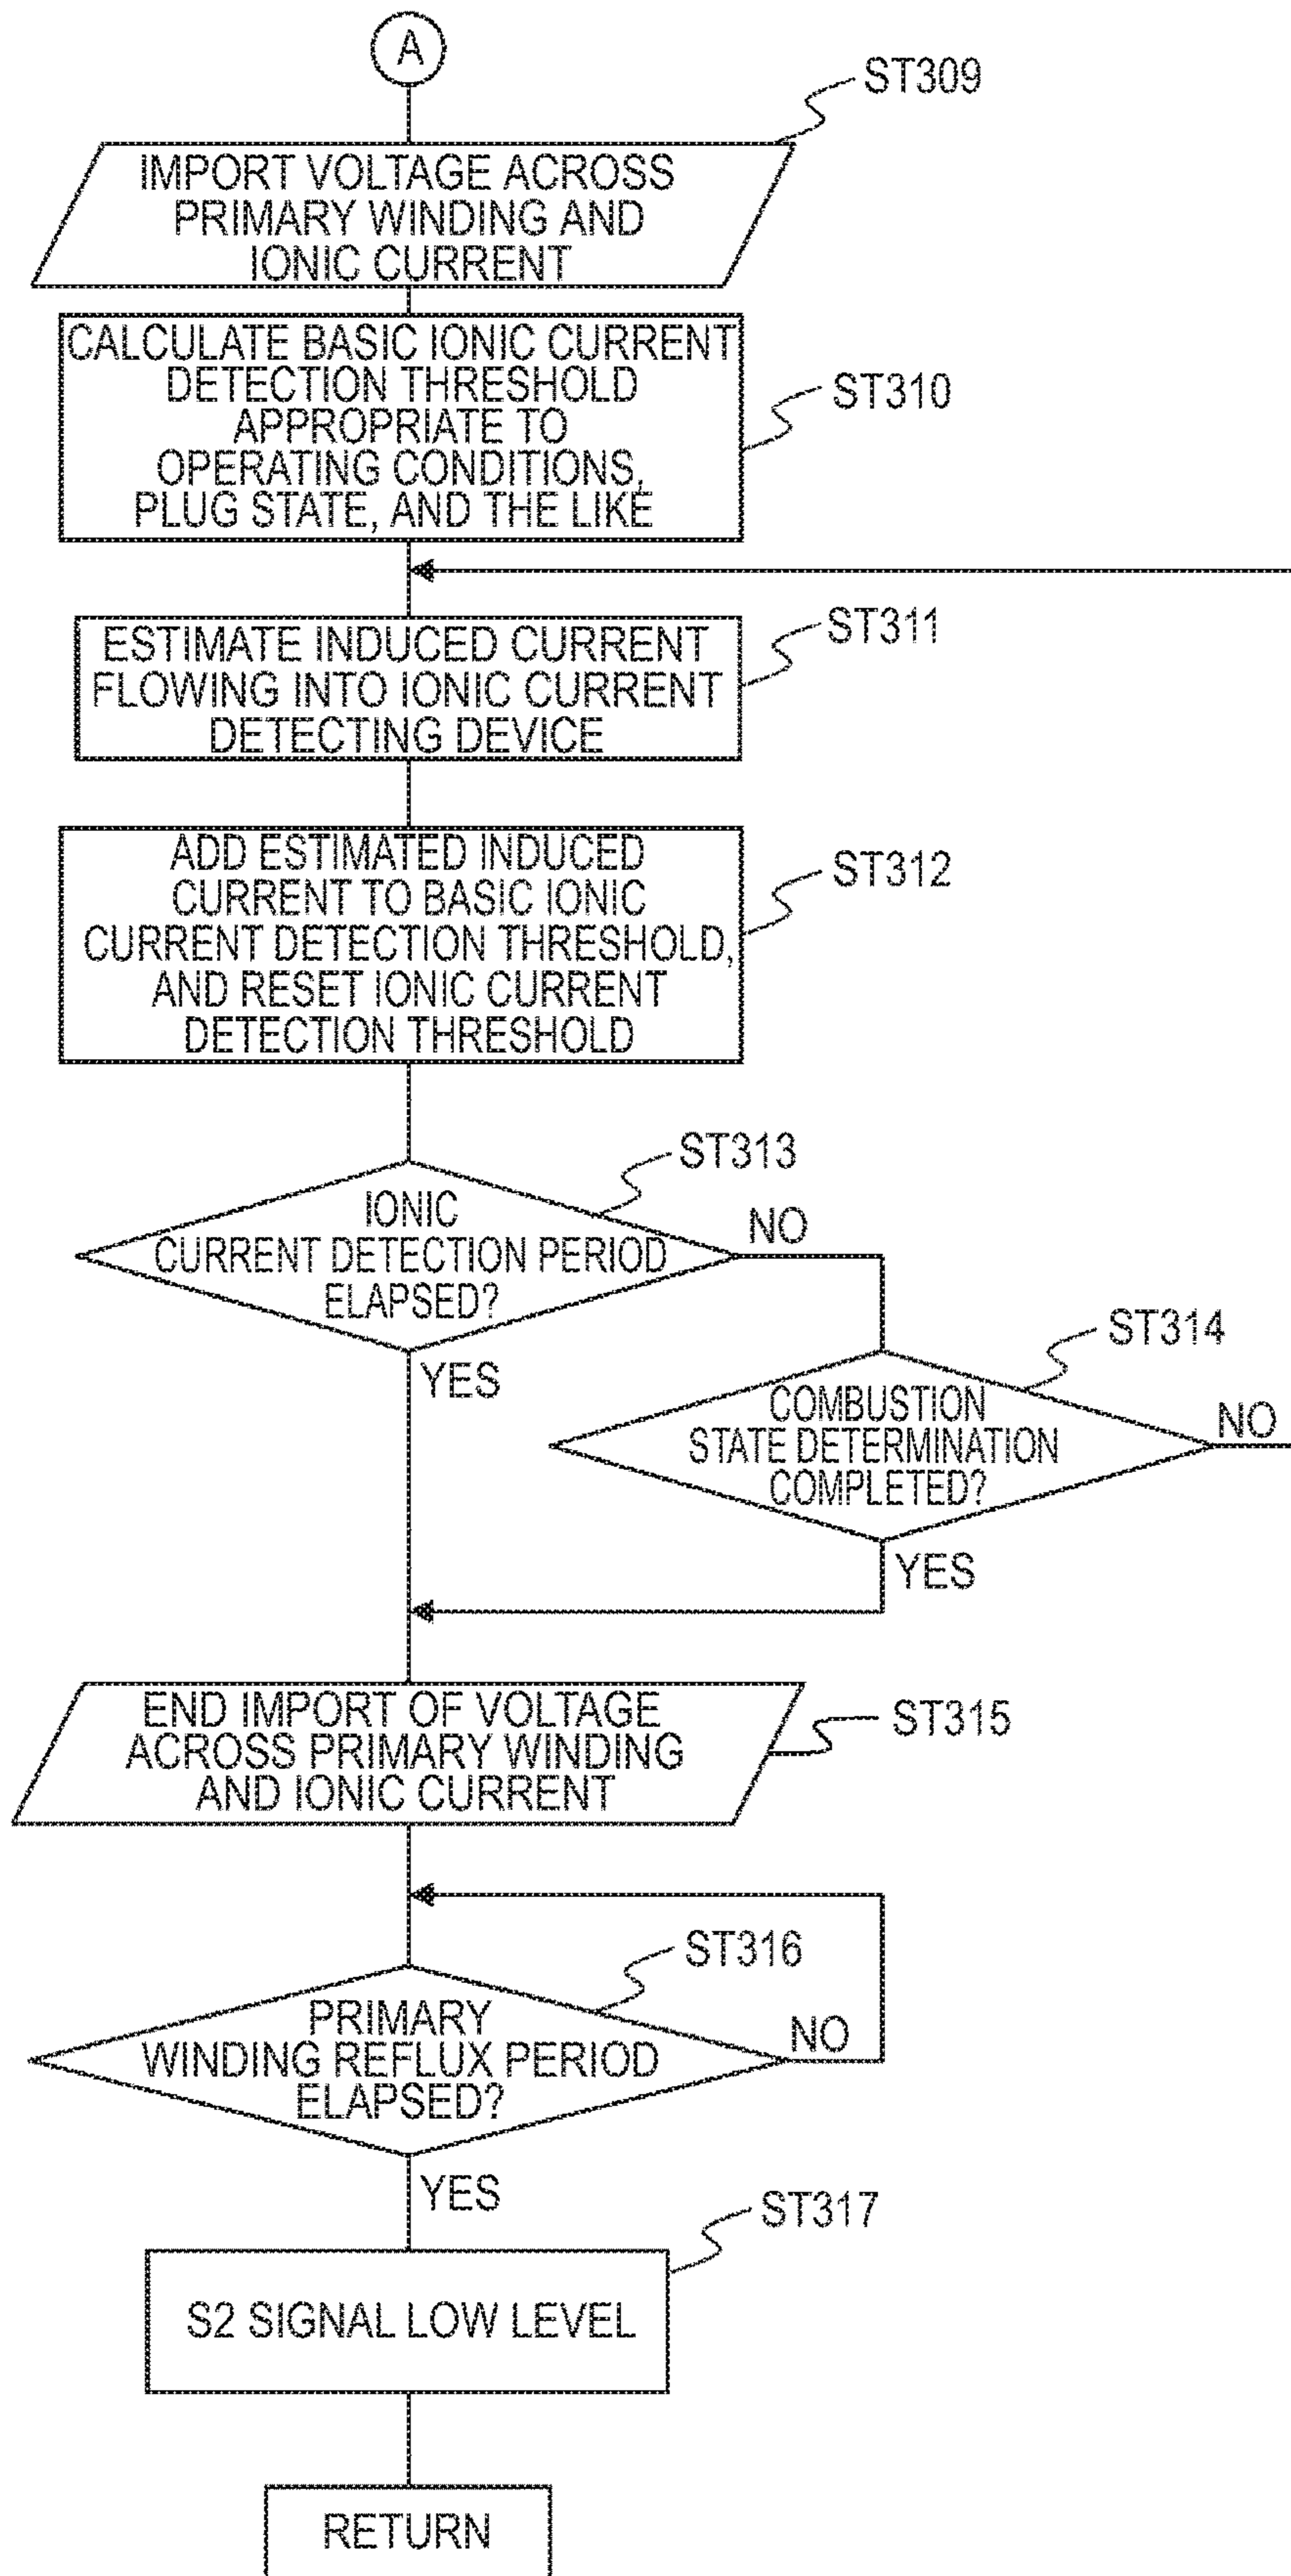 A
ST309
IMPORT VOLTAGE ACROSS
PRIMARY WINDING AND
IONIC CURRENT
CALCULATE BASIC IONIC CURRENT
DETECTION THRESHOLD
APPROPRIATE TO
OPERATING CONDITIONS,
PLUG STATE, AND THE LIKE
ST310
ESTIMATE INDUCED CURRENT
FLOWING INTO IONIC CURRENT
DETECTING DEVICE
ST311
ADD ESTIMATED INDUCED
CURRENT TO BASIC IONIC
CURRENT DETECTION THRESHOLD,
AND RESET IONIC CURRENT
DETECTION THRESHOLD
ST312
ST313
IONIC
CURRENT DETECTION PERIOD
ELAPSED?
NO
YES
ST314
COMBUSTION
STATE DETERMINATION
COMPLETED?
NO
YES
END IMPORT OF VOLTAGE
ACROSS PRIMARY WINDING
AND IONIC CURRENT
ST315
ST316
PRIMARY
WINDING REFLUX PERIOD
ELAPSED?
NO
YES
ST317
S2 SIGNAL LOW LEVEL
RETURN